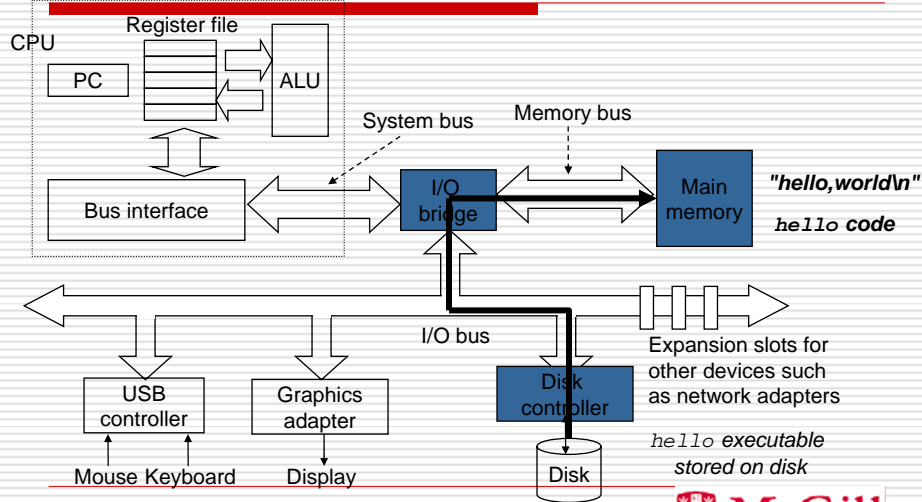 Register file
CPU
PC
ALU
System bus
Memory bus
Bus interface
I/O
bridge
Main
memory
"hello,world\n"
hello code
I/O bus
Expansion slots for
other devices such
as network adapters
USB
controller
Graphics
adapter
Disk
controller
Mouse Keyboard
Display
Disk
hello executable
stored on disk
McGill